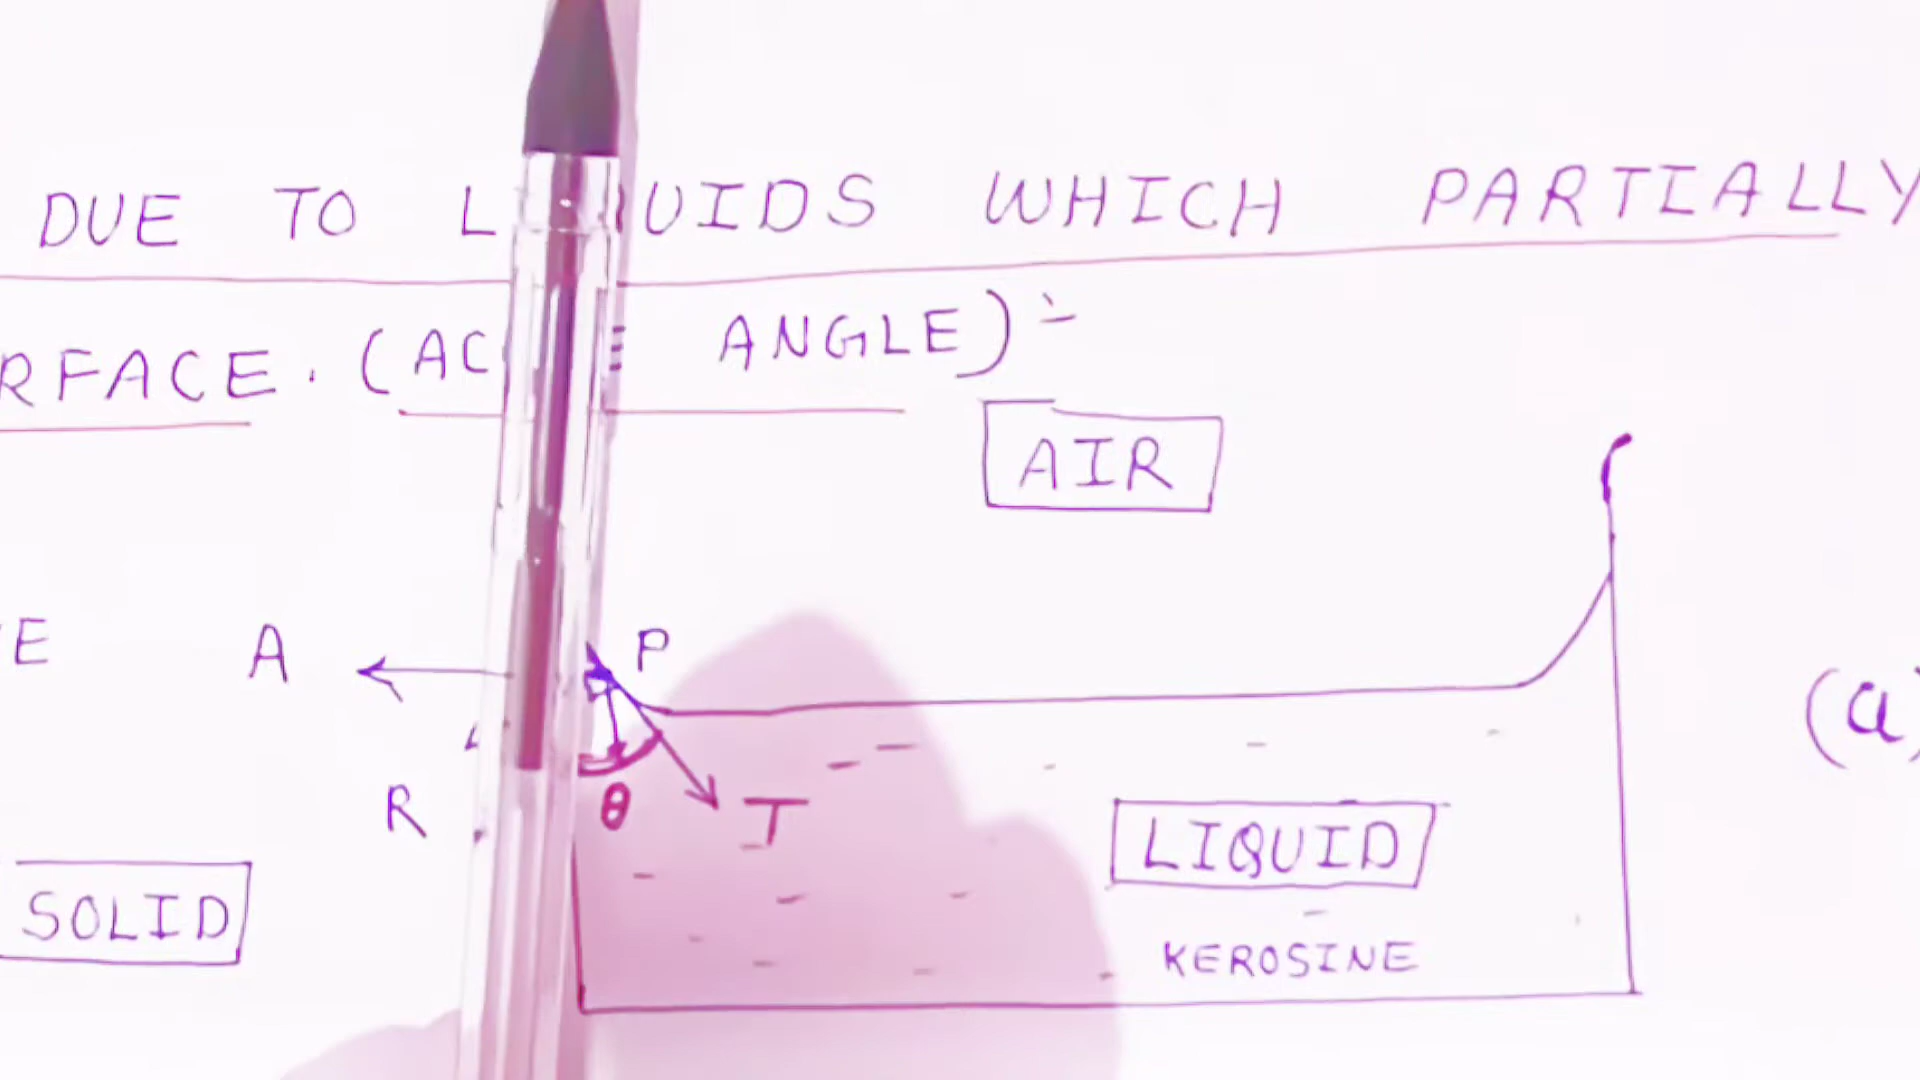 DUE TO L UIDS WHICH PARTIALLY
RFACE. (AC E ANGLE):-
AIR
E
A
P
(a)
R
θ
T
LIQUID
SOLID
KEROSINE